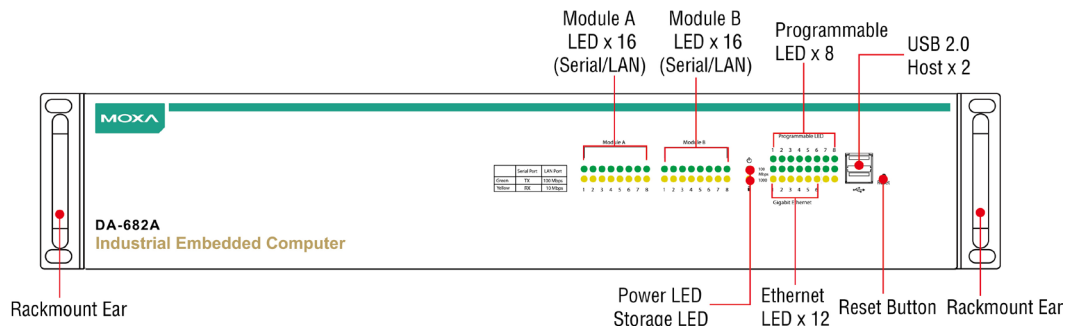 Module A
LED x 16
(Serial/LAN)
Module B
LED x 16
(Serial/LAN)
Programmable
LED x 8
USB 2.0
Host x 2
MOXA
Module A
Module B
Programmable LED
1 2 3 4 5 6 7 8
Serial Port LAN Port
Green TX 100 Mbps
Yellow RX 10 Mbps
100
Mbps
1000
1 2 3 4 5 6 7 8
1 2 3 4 5 6 7 8
2 3 4 5 6
Gigabit Ethernet
DA-682A
Industrial Embedded Computer
Rackmount Ear
Power LED
Storage LED
Ethernet
LED x 12
Reset Button
Rackmount Ear